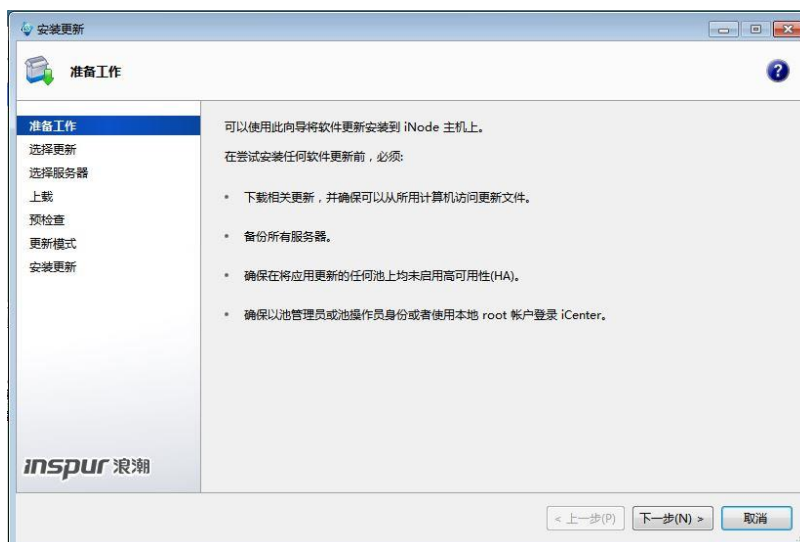 安装更新
准备工作
?
准备工作
选择更新
选择服务器
上载
预检查
更新模式
安装更新
可以使用此向导将软件更新安装到 iNode 主机上。
在尝试安装任何软件更新前，必须:
• 下载相关更新，并确保可以从所用计算机访问更新文件。
• 备份所有服务器。
• 确保在将应用更新的任何池上均未启用高可用性(HA)。
• 确保以池管理员或池操作员身份或者使用本地 root 帐户登录 iCenter。
inspur 浪潮
< 上一步(P) 下一步(N) > 取消